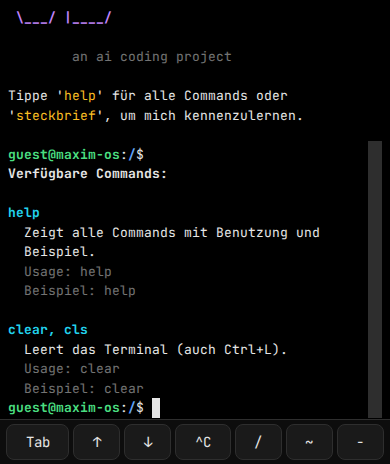 \___/ |____/
an ai coding project
Tippe 'help' für alle Commands oder
'steckbrief', um mich kennenzulernen.
guest@maxim-os:/$
Verfügbare Commands:
help
Zeigt alle Commands mit Benutzung und
Beispiel.
Usage: help
Beispiel: help
clear, cls
Leert das Terminal (auch Ctrl+L).
Usage: clear
Beispiel: clear
guest@maxim-os:/$
Tab ↑ ↓ ^C / ~ -